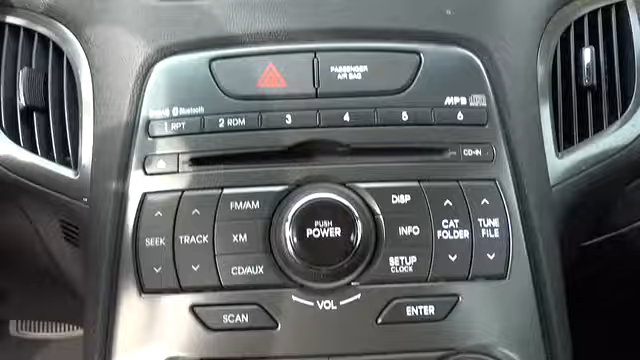 PASSENGER
AIR BAG
Bluetooth
MP3
1 RPT
2 RDM
3
4
5
6
CD-IN
SEEK
TRACK
FM/AM
XM
CD/AUX
PUSH
POWER
DISP
INFO
SETUP
CLOCK
CAT
FOLDER
TUNE
FILE
VOL
SCAN
ENTER